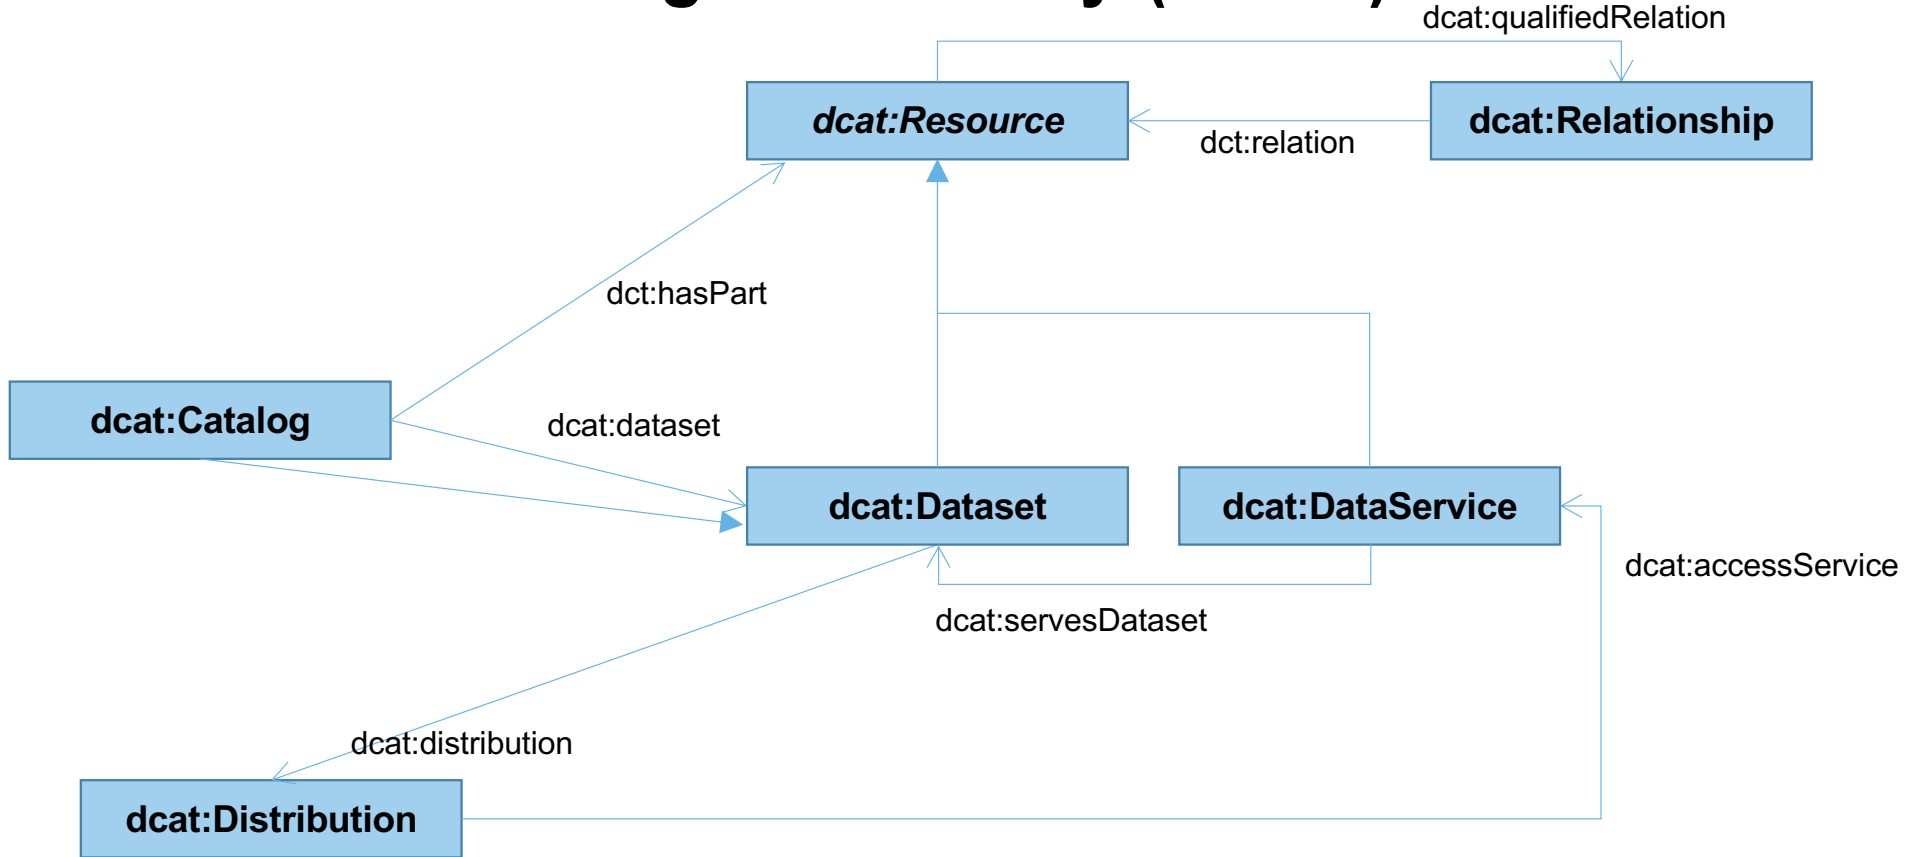 dcat:qualifiedRelation
dcat:Resource
dcat:Relationship
dct:relation
dct:hasPart
dcat:Catalog
dcat:dataset
dcat:Dataset
dcat:DataService
dcat:accessService
dcat:servesDataset
dcat:distribution
dcat:Distribution